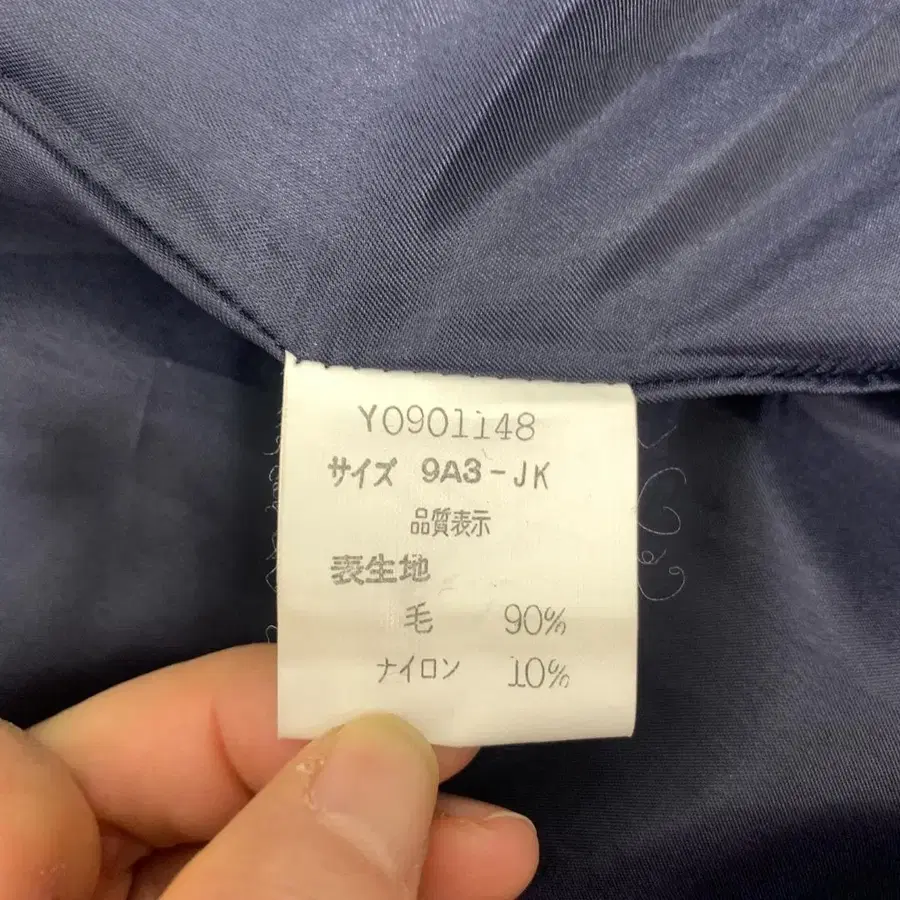 Y0901148
サイズ 9A3-JK
品質表示
表生地
毛 90%
ナイロン 10%